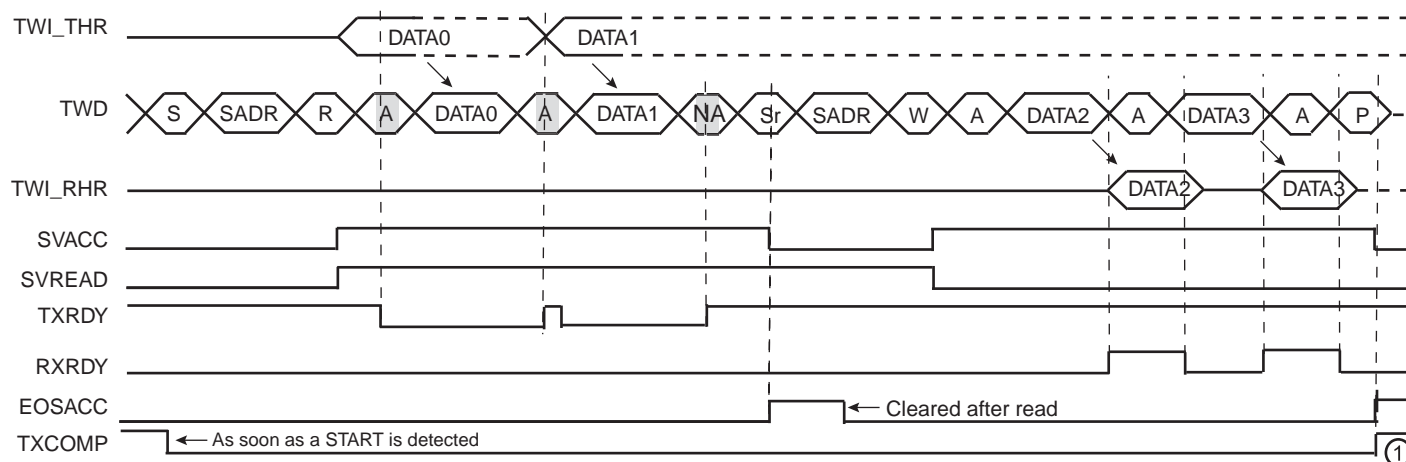 TWI_THR DATA0 DATA1
TWD S SADR R A DATA0 A DATA1 NA Sr SADR W A DATA2 A DATA3 A P
TWI_RHR DATA2 DATA3
SVACC
SVREAD
TXRDY
RXRDY
EOSACC Cleared after read
TXCOMP As soon as a START is detected 1